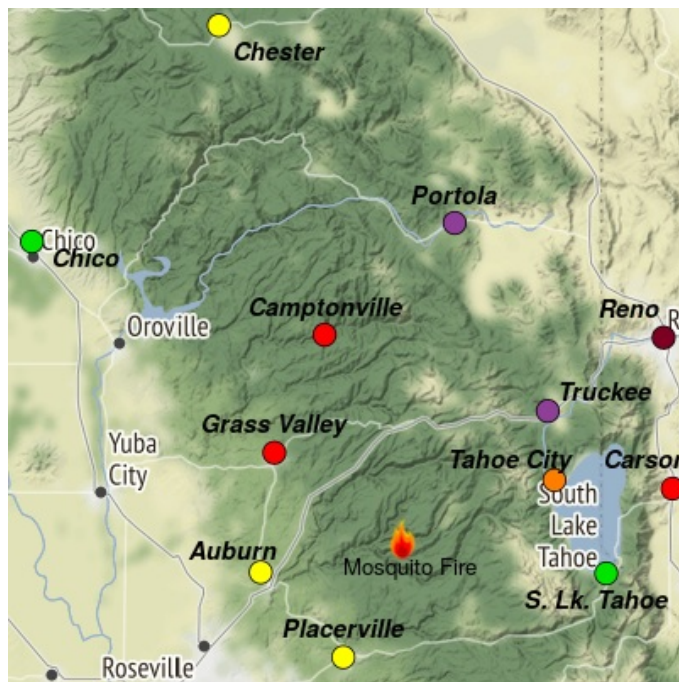 Chester
Portola
Chico
Chico
Camptonville
Reno
R
Oroville
Truckee
Grass Valley
Yuba
City
Tahoe City
Carson
South
Lake
Tahoe
Auburn
Mosquito Fire
S. Lk. Tahoe
Placerville
Roseville